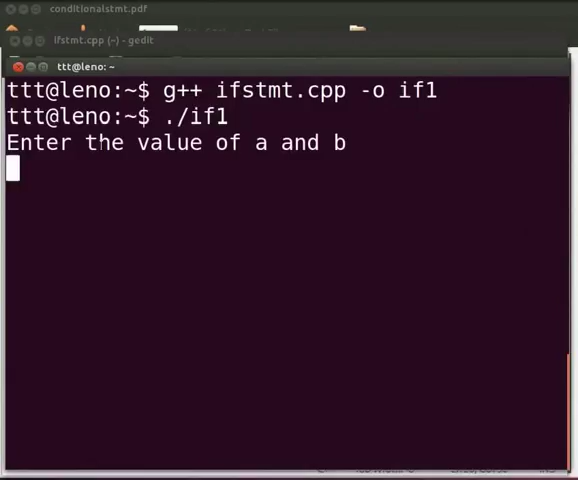 conditionalstmt.pdf
ifstmt.cpp (~) - gedit
ttt@leno: ~
ttt@leno:~$ g++ ifstmt.cpp -o if1
ttt@leno:~$ ./if1
Enter the value of a and b